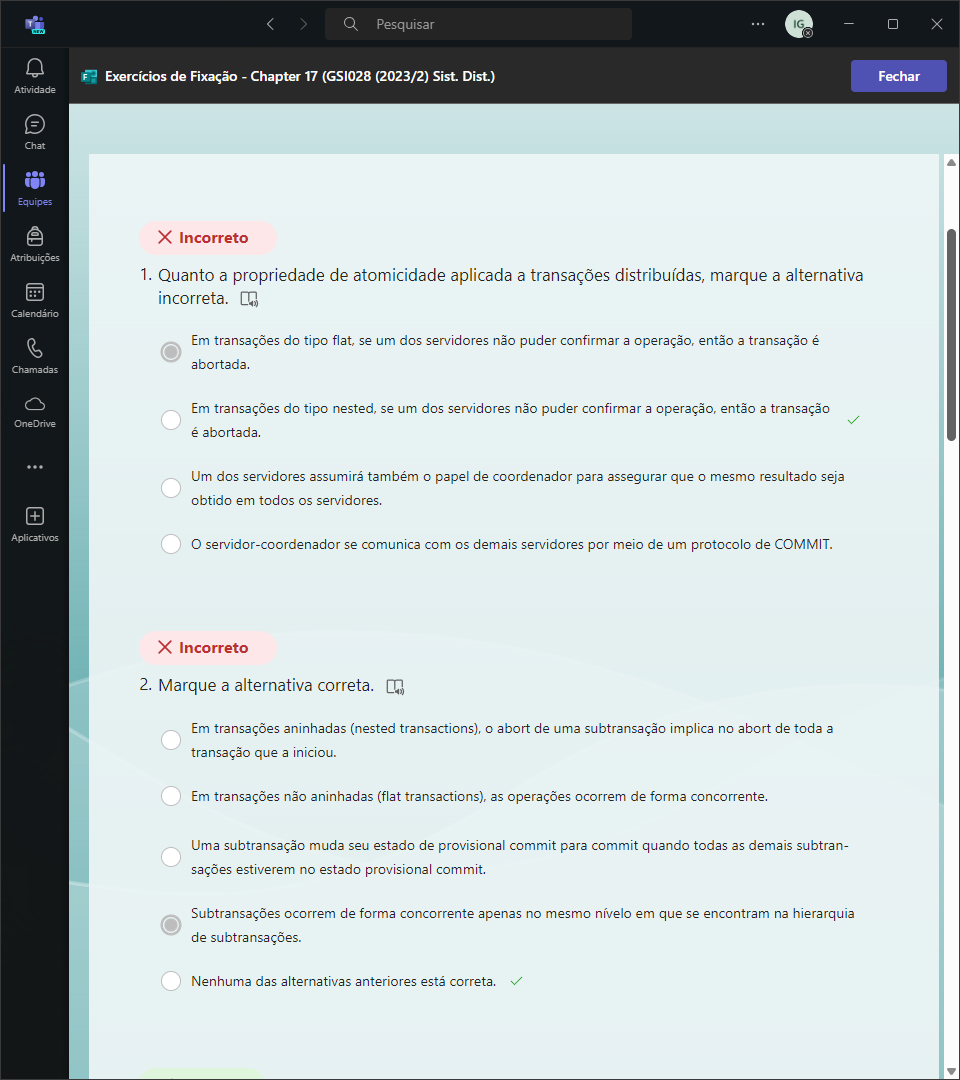 Pesquisar
IG
Atividade
Chat
Equipes
Atribuições
Calendário
Chamadas
OneDrive
Aplicativos
Exercícios de Fixação - Chapter 17 (GSI028 (2023/2) Sist. Dist.)
Fechar
Incorreto
1. Quanto a propriedade de atomicidade aplicada a transações distribuídas, marque a alternativa
incorreta.
Em transações do tipo flat, se um dos servidores não puder confirmar a operação, então a transação é
abortada.
Em transações do tipo nested, se um dos servidores não puder confirmar a operação, então a transação
é abortada.
Um dos servidores assumirá também o papel de coordenador para assegurar que o mesmo resultado seja
obtido em todos os servidores.
O servidor-coordenador se comunica com os demais servidores por meio de um protocolo de COMMIT.
Incorreto
2. Marque a alternativa correta.
Em transações aninhadas (nested transactions), o abort de uma subtransação implica no abort de toda a
transação que a iniciou.
Em transações não aninhadas (flat transactions), as operações ocorrem de forma concorrente.
Uma subtransação muda seu estado de provisional commit para commit quando todas as demais subtran-
sações estiverem no estado provisional commit.
Subtransações ocorrem de forma concorrente apenas no mesmo nívelo em que se encontram na hierarquia
de subtransações.
Nenhuma das alternativas anteriores está correta.